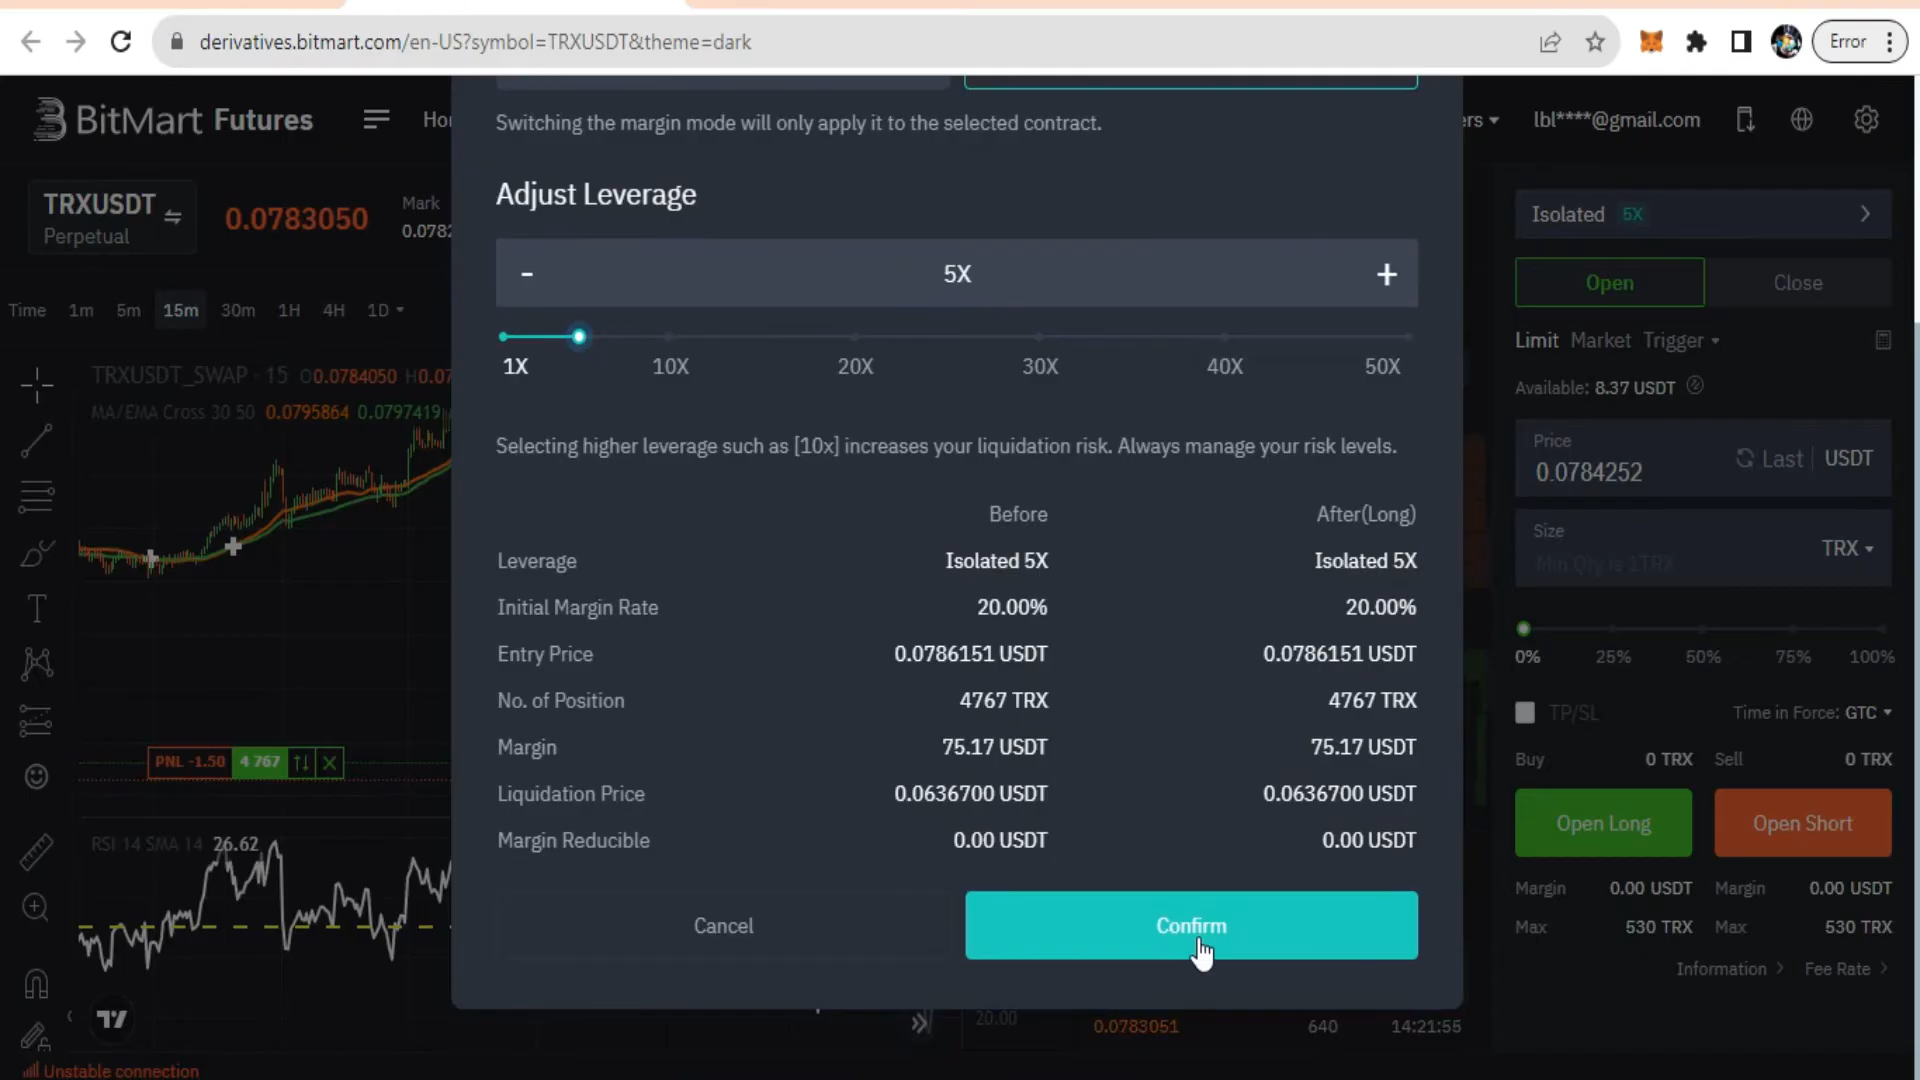 derivatives.bitmart.com/en-US?symbol=TRXUSDT&theme=dark
Error
BitMart Futures
lbl****@gmail.com
Switching the margin mode will only apply it to the selected contract.
TRXUSDT
Perpetual
0.0783050
Mark
Adjust Leverage
- 5X +
1X 10X 20X 30X 40X 50X
Selecting higher leverage such as [10x] increases your liquidation risk. Always manage your risk levels.
Before After(Long)
Leverage Isolated 5X Isolated 5X
Initial Margin Rate 20.00% 20.00%
Entry Price 0.0786151 USDT 0.0786151 USDT
No. of Position 4767 TRX 4767 TRX
Margin 75.17 USDT 75.17 USDT
Liquidation Price 0.0636700 USDT 0.0636700 USDT
Margin Reducible 0.00 USDT 0.00 USDT
Cancel Confirm
Time 1m 5m 15m 30m 1H 4H 1D
TRXUSDT_SWAP · 15 O0.0784050
MA/EMA Cross 30 50 0.0795864 0.0797419
PNL -1.50 4 767
RSI 14 SMA 14 26.62
Unstable connection
20.00
0.0783051 640 14:21:55
Isolated 5X
Open Close
Limit Market Trigger
Available: 8.37 USDT
Price
0.0784252 Last USDT
Size
Min Qty is 1TRX TRX
0% 25% 50% 75% 100%
TP/SL Time in Force: GTC
Buy 0 TRX Sell 0 TRX
Open Long Open Short
Margin 0.00 USDT Margin 0.00 USDT
Max 530 TRX Max 530 TRX
Information Fee Rate